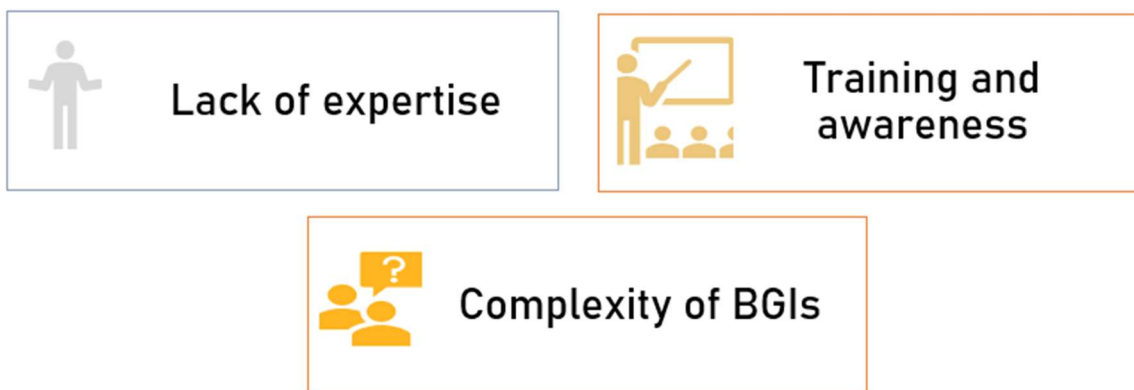 Lack of expertise
Training and
awareness
?
Complexity of BGIs